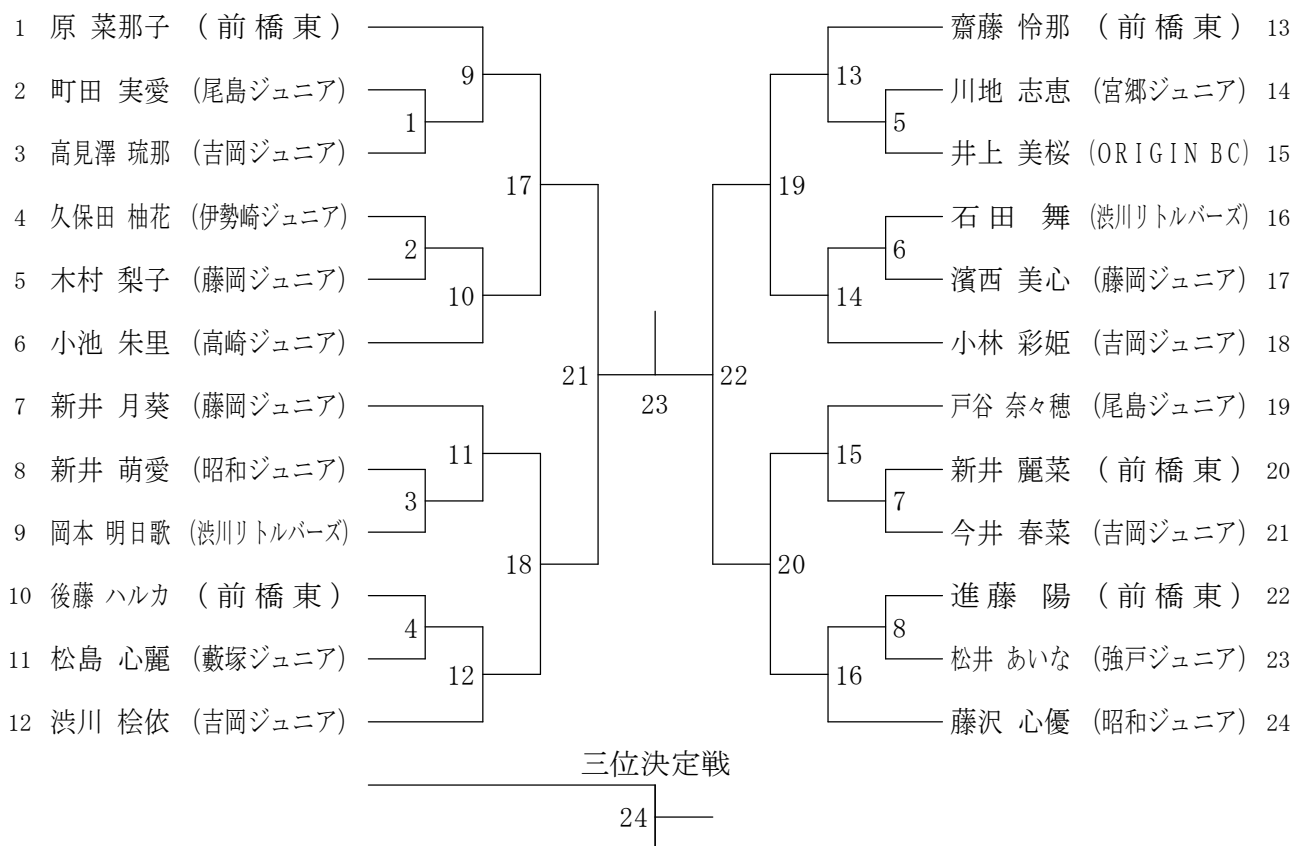 1 原 菜那子 (前橋東)
2 町田 実愛 (尾島ジュニア)
3 高見澤 琉那 (吉岡ジュニア)
4 久保田 柚花 (伊勢崎ジュニア)
5 木村 梨子 (藤岡ジュニア)
6 小池 朱里 (高崎ジュニア)
7 新井 月葵 (藤岡ジュニア)
8 新井 萌愛 (昭和ジュニア)
9 岡本 明日歌 (渋川リトルバーズ)
10 後藤 ハルカ (前橋東)
11 松島 心麗 (藪塚ジュニア)
12 渋川 桧依 (吉岡ジュニア)
9
1
17
2
10
21
11
3
18
4
12
23
13
5
19
6
14
22
15
7
20
8
16
齋藤 怜那 (前橋東) 13
川地 志恵 (宮郷ジュニア) 14
井上 美桜 (ORIGIN BC) 15
石田 舞 (渋川リトルバーズ) 16
濱西 美心 (藤岡ジュニア) 17
小林 彩姫 (吉岡ジュニア) 18
戸谷 奈々穂 (尾島ジュニア) 19
新井 麗菜 (前橋東) 20
今井 春菜 (吉岡ジュニア) 21
進藤 陽 (前橋東) 22
松井 あいな (強戸ジュニア) 23
藤沢 心優 (昭和ジュニア) 24
三位決定戦
24